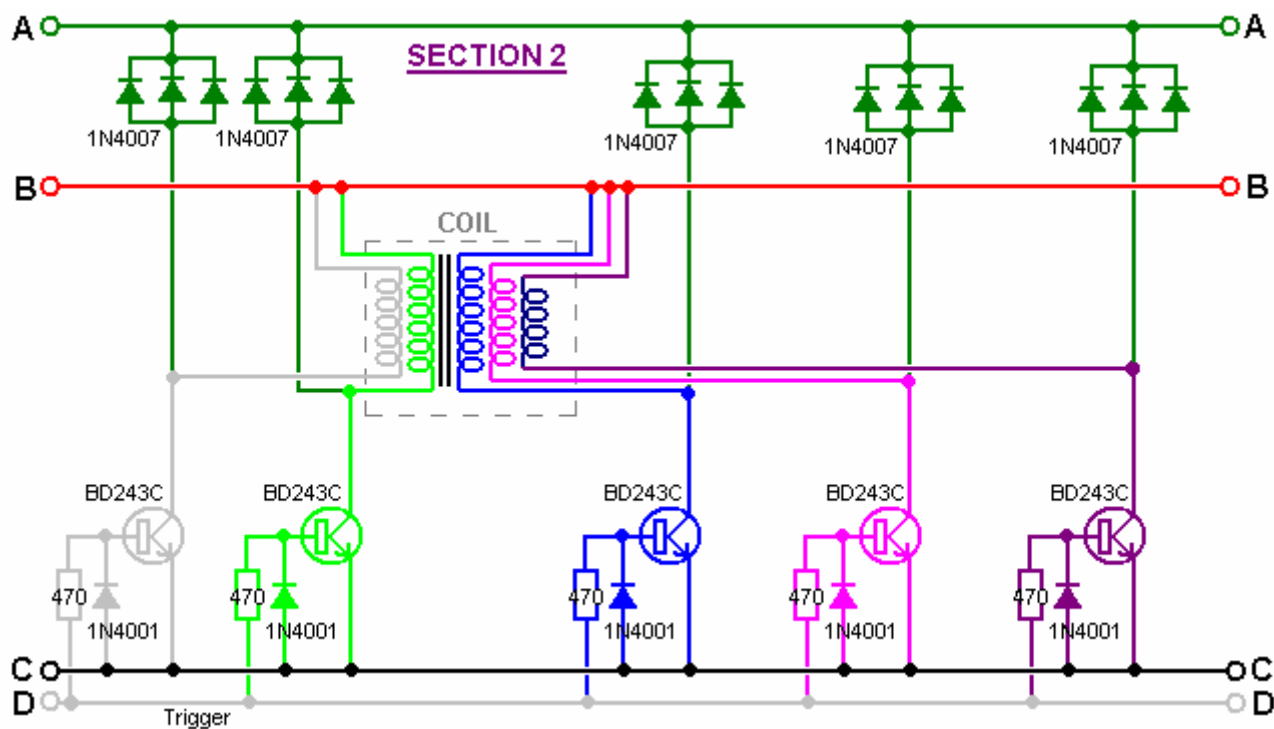 A
A
SECTION 2
1N4007
1N4007
1N4007
1N4007
1N4007
B
B
COIL
BD243C
BD243C
BD243C
BD243C
BD243C
470
470
470
470
470
1N4001
1N4001
1N4001
1N4001
1N4001
C
C
D
D
Trigger